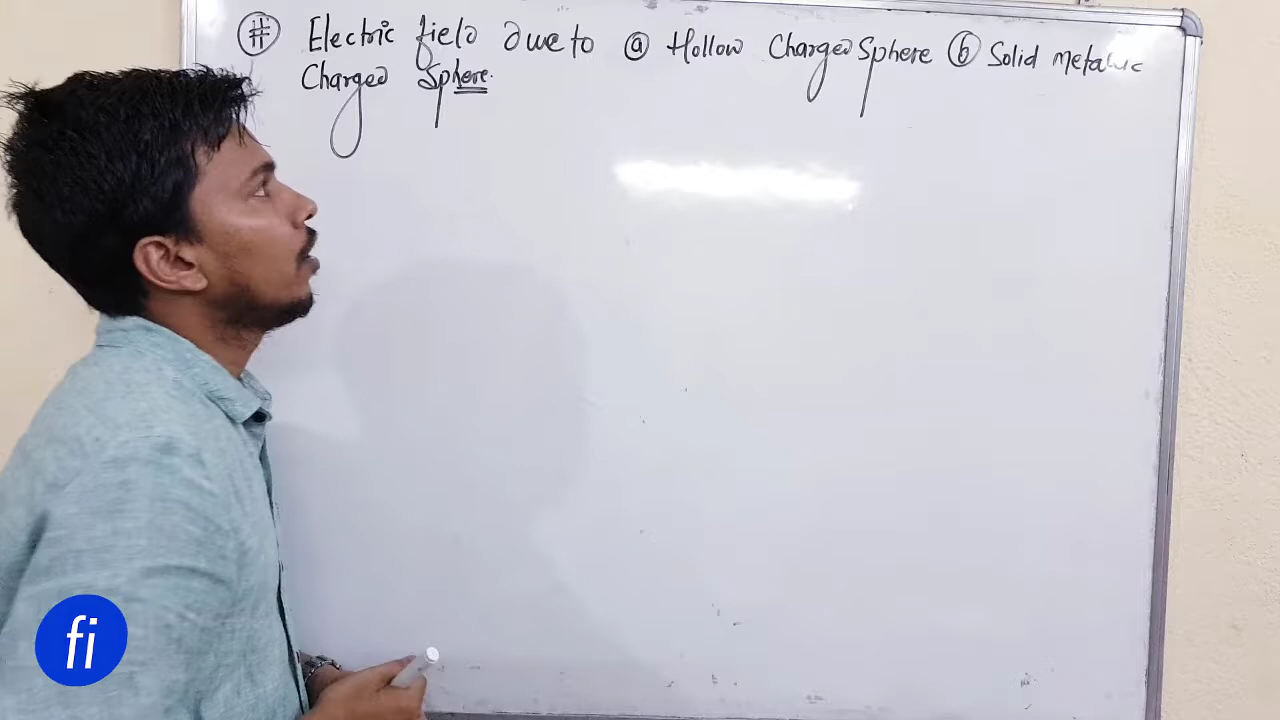 # Electric field due to ⓐ Hollow Charged Sphere ⓑ Solid metallic
Charged Sphere.
fi